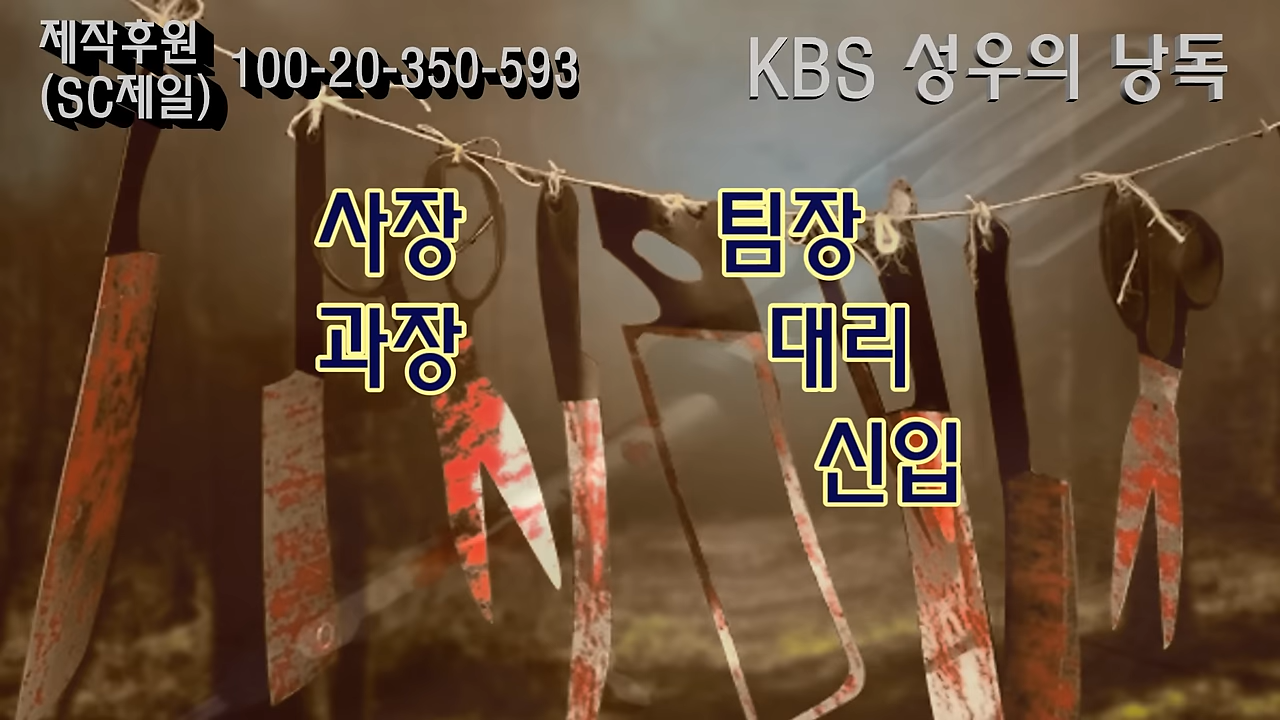 제작후원
(SC제일)
100-20-350-593
KBS 성우의 낭독
사장
팀장
과장
대리
신입